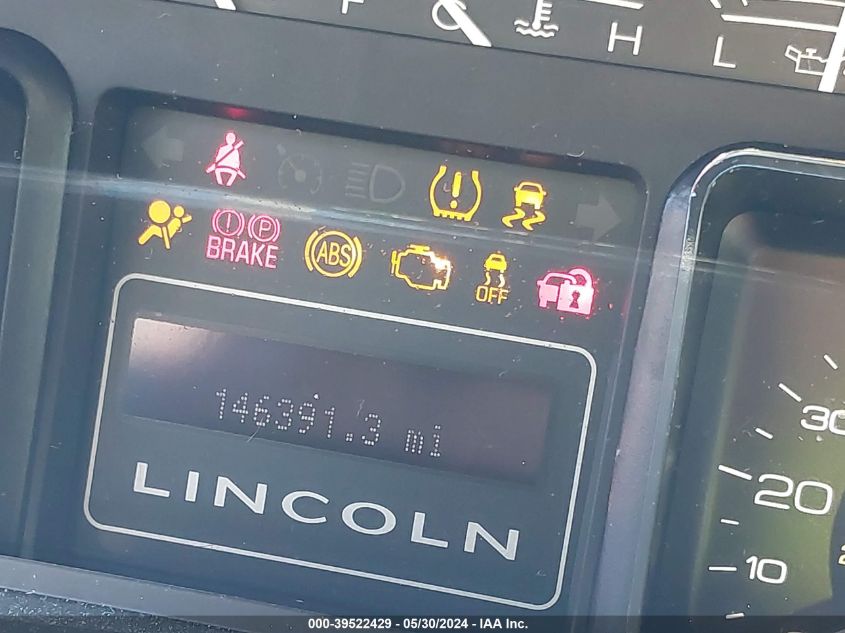 F
H L
P
BRAKE ABS
OFF
146391.3 mi
LINCOLN
30
20
10
000-39522429 - 05/30/2024 - IAA Inc.